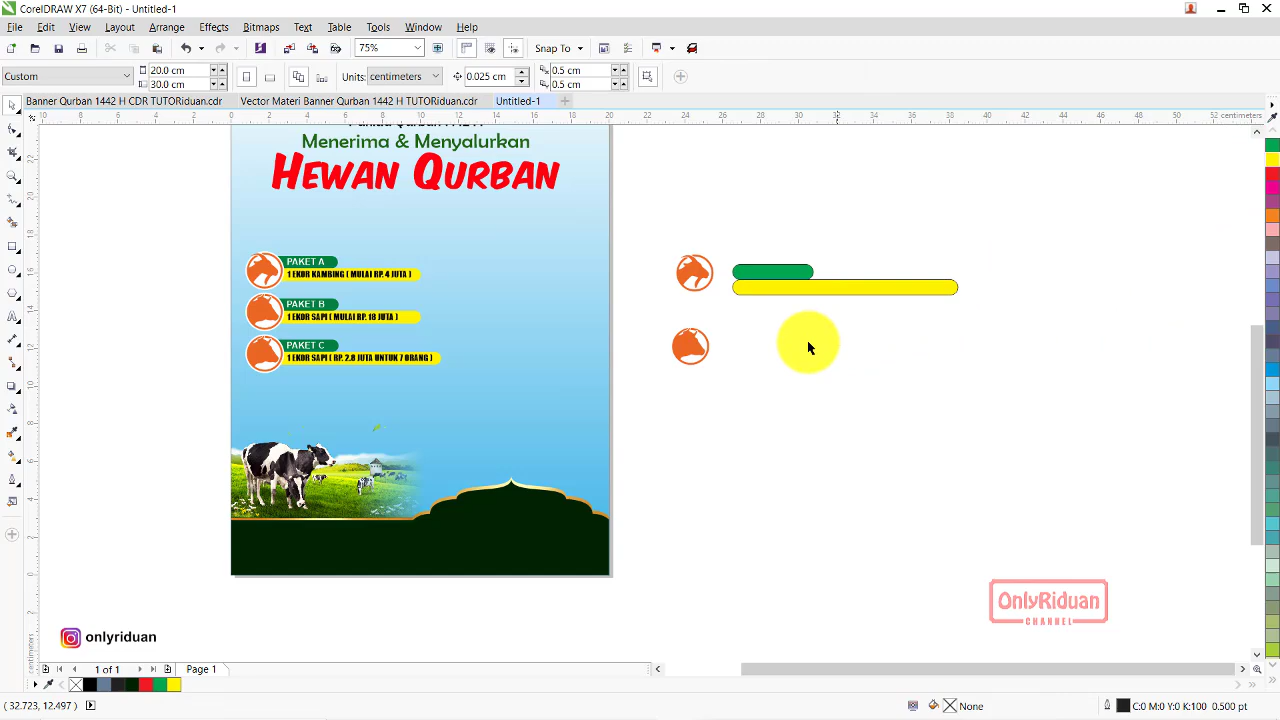 CorelDRAW X7 (64-Bit) - Untitled-1
File Edit View Layout Arrange Effects Bitmaps Text Table Tools Window Help
75% Snap To
Custom 20.0 cm 30.0 cm Units: centimeters 0.025 cm 0.5 cm 0.5 cm
Banner Qurban 1442 H CDR TUTORiduan.cdr Vector Materi Banner Qurban 1442 H TUTORiduan.cdr Untitled-1
centimeters
Menerima & Menyalurkan
HEWAN QURBAN
PAKET A
1 EKOR KAMBING ( MULAI RP. 4 JUTA )
PAKET B
1 EKOR SAPI ( MULAI RP. 18 JUTA )
PAKET C
1 EKOR SAPI ( RP. 2.8 JUTA UNTUK 7 ORANG )
OnlyRiduan
CHANNEL
onlyriduan
1 of 1 Page 1
( 32.723, 12.497 ) None C:0 M:0 Y:0 K:100 0.500 pt